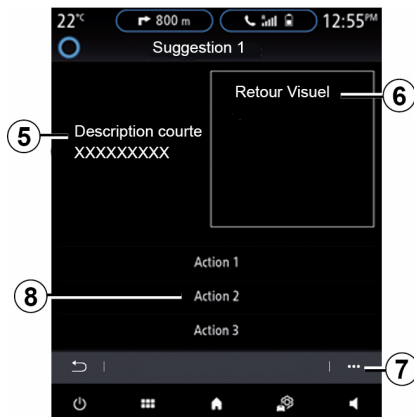 22°C 800 m 12:55PM
Suggestion 1
Retour Visuel
6
5
Description courte
XXXXXXXXX
Action 1
8
Action 2
Action 3
7